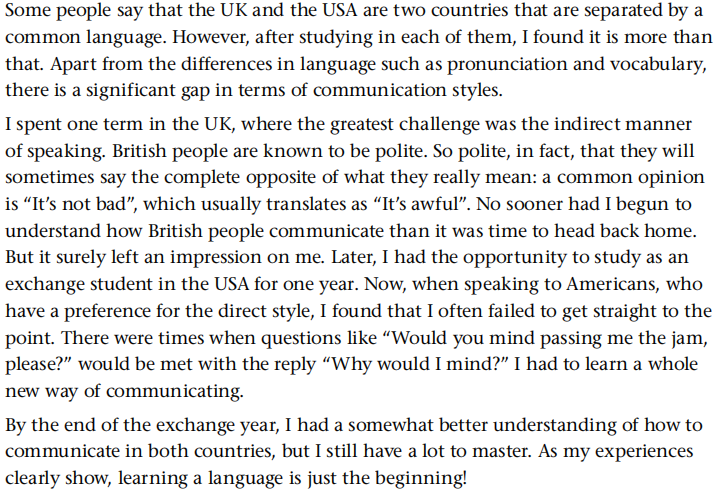 Some people say that the UK and the USA are two countries that are separated by a
common language. However, after studying in each of them, I found it is more than
that. Apart from the differences in language such as pronunciation and vocabulary,
there is a significant gap in terms of communication styles.
I spent one term in the UK, where the greatest challenge was the indirect manner
of speaking. British people are known to be polite. So polite, in fact, that they will
sometimes say the complete opposite of what they really mean: a common opinion
is “It’s not bad”, which usually translates as “It’s awful”. No sooner had I begun to
understand how British people communicate than it was time to head back home.
But it surely left an impression on me. Later, I had the opportunity to study as an
exchange student in the USA for one year. Now, when speaking to Americans, who
have a preference for the direct style, I found that I often failed to get straight to the
point. There were times when questions like “Would you mind passing me the jam,
please?” would be met with the reply “Why would I mind?” I had to learn a whole
new way of communicating.
By the end of the exchange year, I had a somewhat better understanding of how to
communicate in both countries, but I still have a lot to master. As my experiences
clearly show, learning a language is just the beginning!